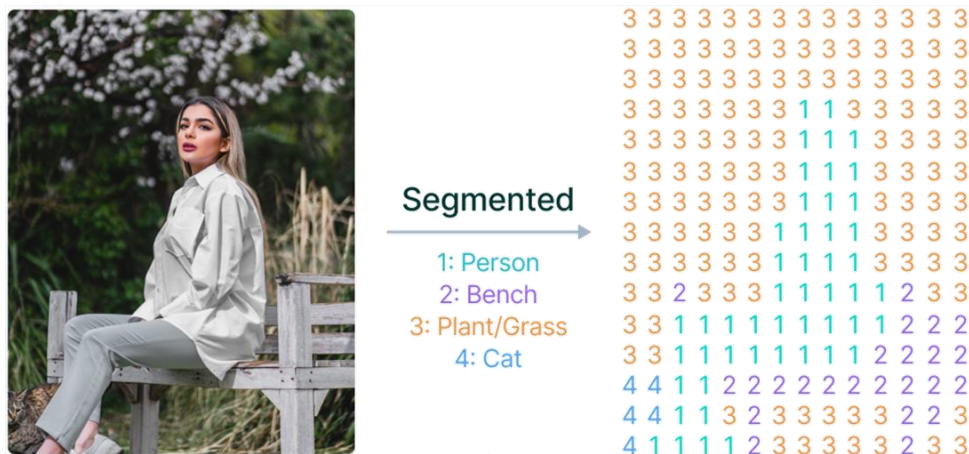 Segmented
1: Person
2: Bench
3: Plant/Grass
4: Cat
3 3 3 3 3 3 3 3 3 3 3 3 3 3
3 3 3 3 3 3 3 3 3 3 3 3 3 3
3 3 3 3 3 3 3 3 3 3 3 3 3 3
3 3 3 3 3 3 3 1 1 3 3 3 3 3
3 3 3 3 3 3 3 1 1 1 3 3 3 3
3 3 3 3 3 3 3 1 1 1 3 3 3 3
3 3 3 3 3 3 3 1 1 1 3 3 3 3
3 3 3 3 3 3 1 1 1 1 3 3 3 3
3 3 3 3 3 3 1 1 1 1 3 3 3 3
3 3 2 3 3 3 1 1 1 1 1 2 3 3
3 3 1 1 1 1 1 1 1 1 1 2 2 2
3 3 1 1 1 1 1 1 1 1 2 2 2 2
4 4 1 1 2 2 2 2 2 2 2 2 2 2
4 4 1 1 3 2 3 3 3 3 3 2 2 3
4 1 1 1 1 2 3 3 3 3 3 2 3 3